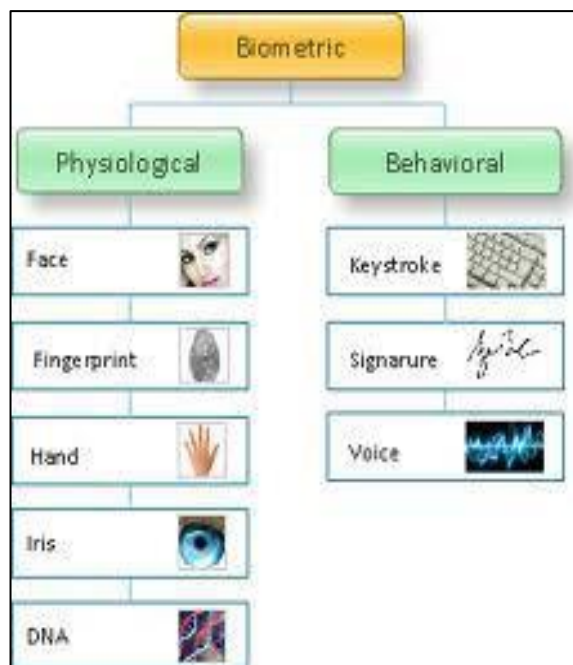 Biometric
Physiological
Behavioral
Face
Fingerprint
Hand
Iris
DNA
Keystroke
Signarure
Voice